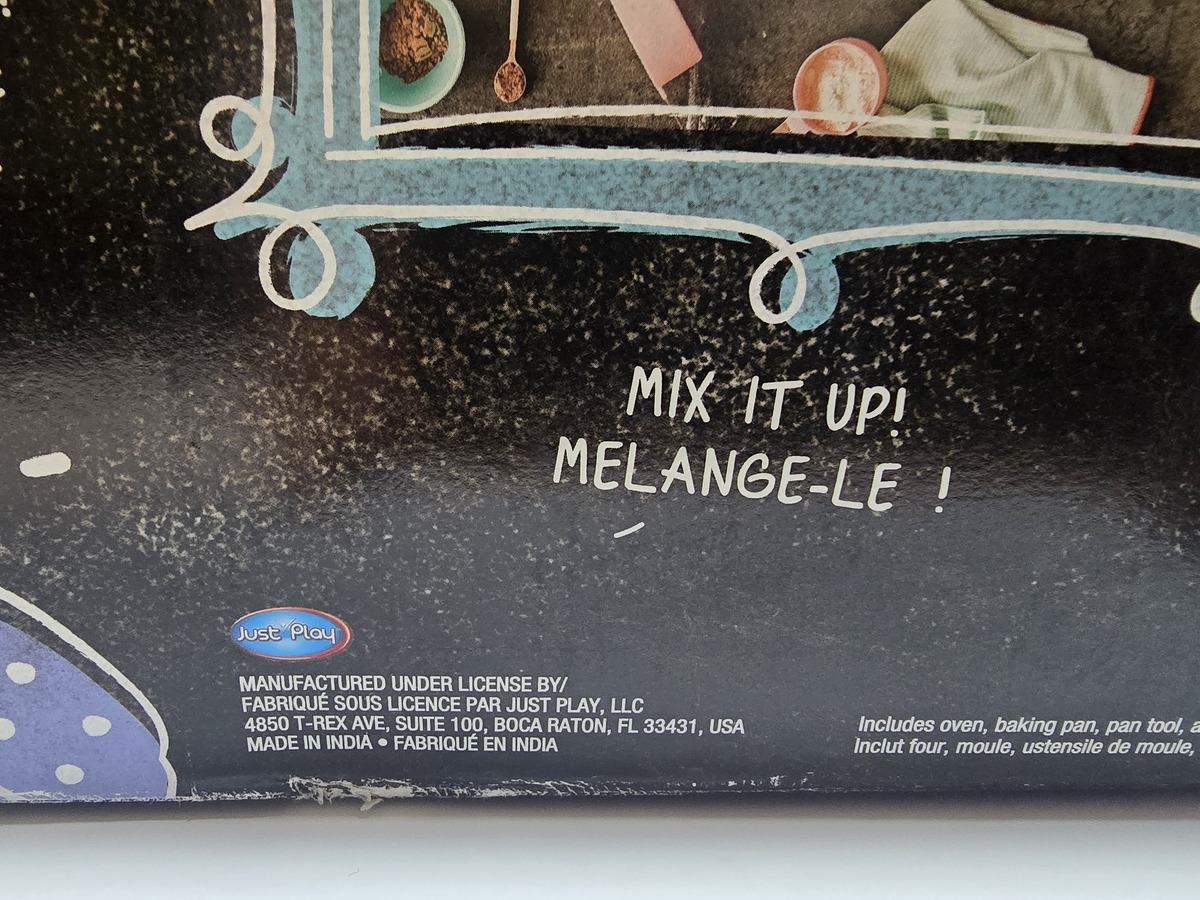 MIX IT UP!
MELANGE-LE !
Just Play
MANUFACTURED UNDER LICENSE BY/
FABRIQUÉ SOUS LICENCE PAR JUST PLAY, LLC
4850 T-REX AVE, SUITE 100, BOCA RATON, FL 33431, USA
MADE IN INDIA • FABRIQUÉ EN INDIA
Includes oven, baking pan, pan tool,
Inclut four, moule, ustensile de moule,